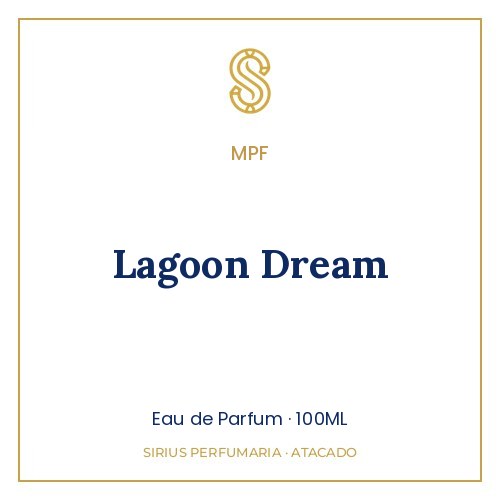 MPF
Lagoon Dream
Eau de Parfum · 100ML
SIRIUS PERFUMARIA · ATACADO